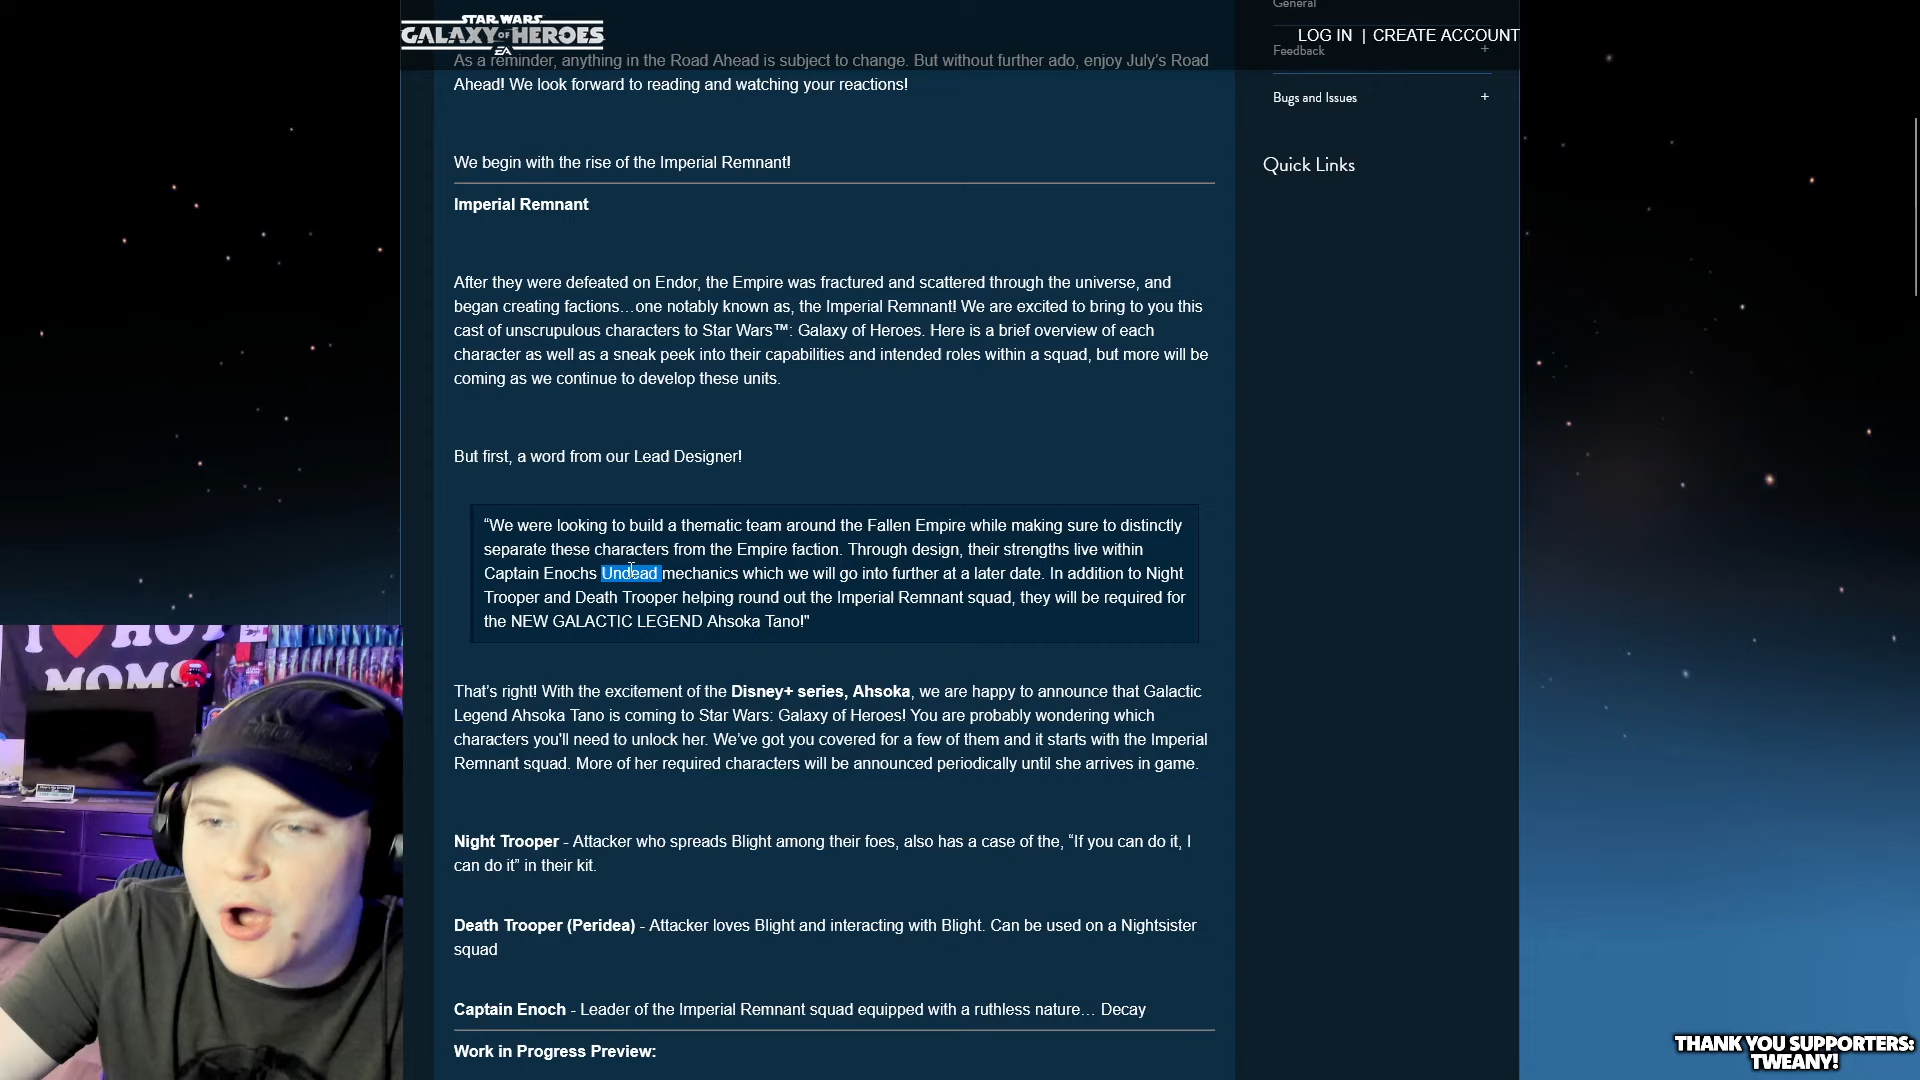 STAR WARS
GALAXY OF HEROES
EA
General
LOG IN | CREATE ACCOUNT
Feedback +
Bugs and Issues +
Quick Links
As a reminder, anything in the Road Ahead is subject to change. But without further ado, enjoy July’s Road
Ahead! We look forward to reading and watching your reactions!
We begin with the rise of the Imperial Remnant!
Imperial Remnant
After they were defeated on Endor, the Empire was fractured and scattered through the universe, and
began creating factions…one notably known as, the Imperial Remnant! We are excited to bring to you this
cast of unscrupulous characters to Star Wars™: Galaxy of Heroes. Here is a brief overview of each
character as well as a sneak peek into their capabilities and intended roles within a squad, but more will be
coming as we continue to develop these units.
But first, a word from our Lead Designer!
“We were looking to build a thematic team around the Fallen Empire while making sure to distinctly
separate these characters from the Empire faction. Through design, their strengths live within
Captain Enochs Undead mechanics which we will go into further at a later date. In addition to Night
Trooper and Death Trooper helping round out the Imperial Remnant squad, they will be required for
the NEW GALACTIC LEGEND Ahsoka Tano!"
That’s right! With the excitement of the Disney+ series, Ahsoka, we are happy to announce that Galactic
Legend Ahsoka Tano is coming to Star Wars: Galaxy of Heroes! You are probably wondering which
characters you'll need to unlock her. We’ve got you covered for a few of them and it starts with the Imperial
Remnant squad. More of her required characters will be announced periodically until she arrives in game.
Night Trooper - Attacker who spreads Blight among their foes, also has a case of the, “If you can do it, I
can do it” in their kit.
Death Trooper (Peridea) - Attacker loves Blight and interacting with Blight. Can be used on a Nightsister
squad
Captain Enoch - Leader of the Imperial Remnant squad equipped with a ruthless nature… Decay
Work in Progress Preview:
I HOT
MOMS
THANK YOU SUPPORTERS:
TWEANY!